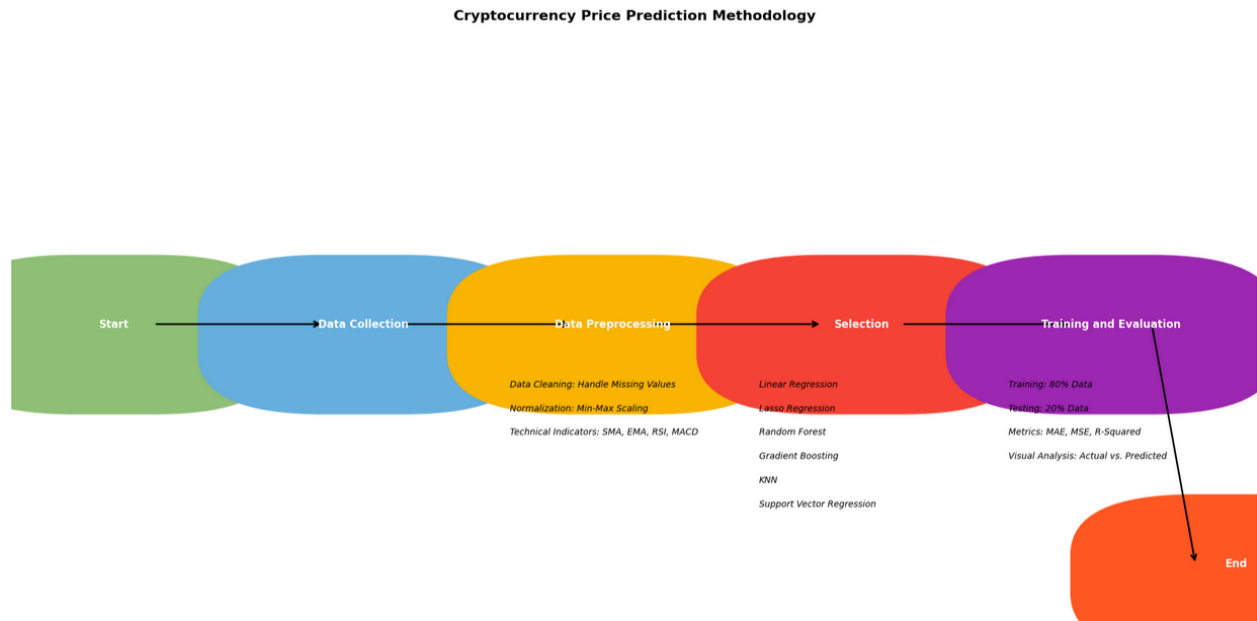 Cryptocurrency Price Prediction Methodology
Start
Data Collection
Data Preprocessing
Selection
Training and Evaluation
Data Cleaning: Handle Missing Values
Normalization: Min-Max Scaling
Technical Indicators: SMA, EMA, RSI, MACD
Linear Regression
Lasso Regression
Random Forest
Gradient Boosting
KNN
Support Vector Regression
Training: 80% Data
Testing: 20% Data
Metrics: MAE, MSE, R-Squared
Visual Analysis: Actual vs. Predicted
End